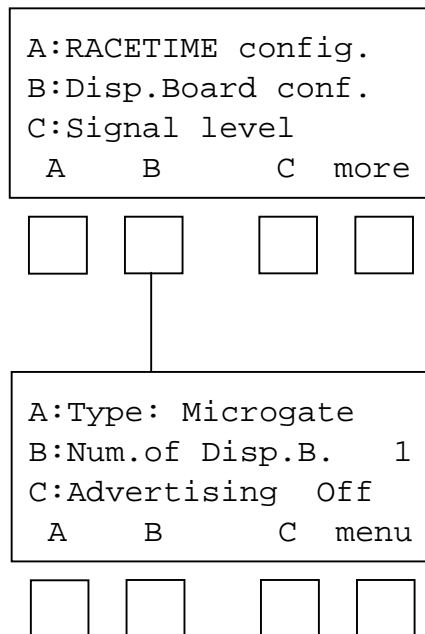 A:RACETIME config.
B:Disp.Board conf.
C:Signal level
A B C more
A:Type: Microgate
B:Num.of Disp.B. 1
C:Advertising Off
A B C menu